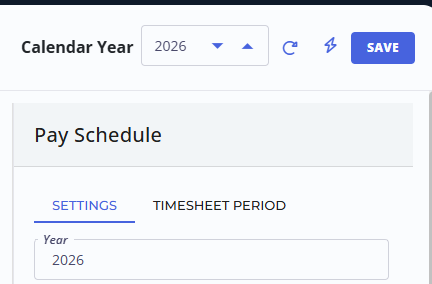 Calendar Year 2026 SAVE
Pay Schedule
SETTINGS TIMESHEET PERIOD
Year
2026